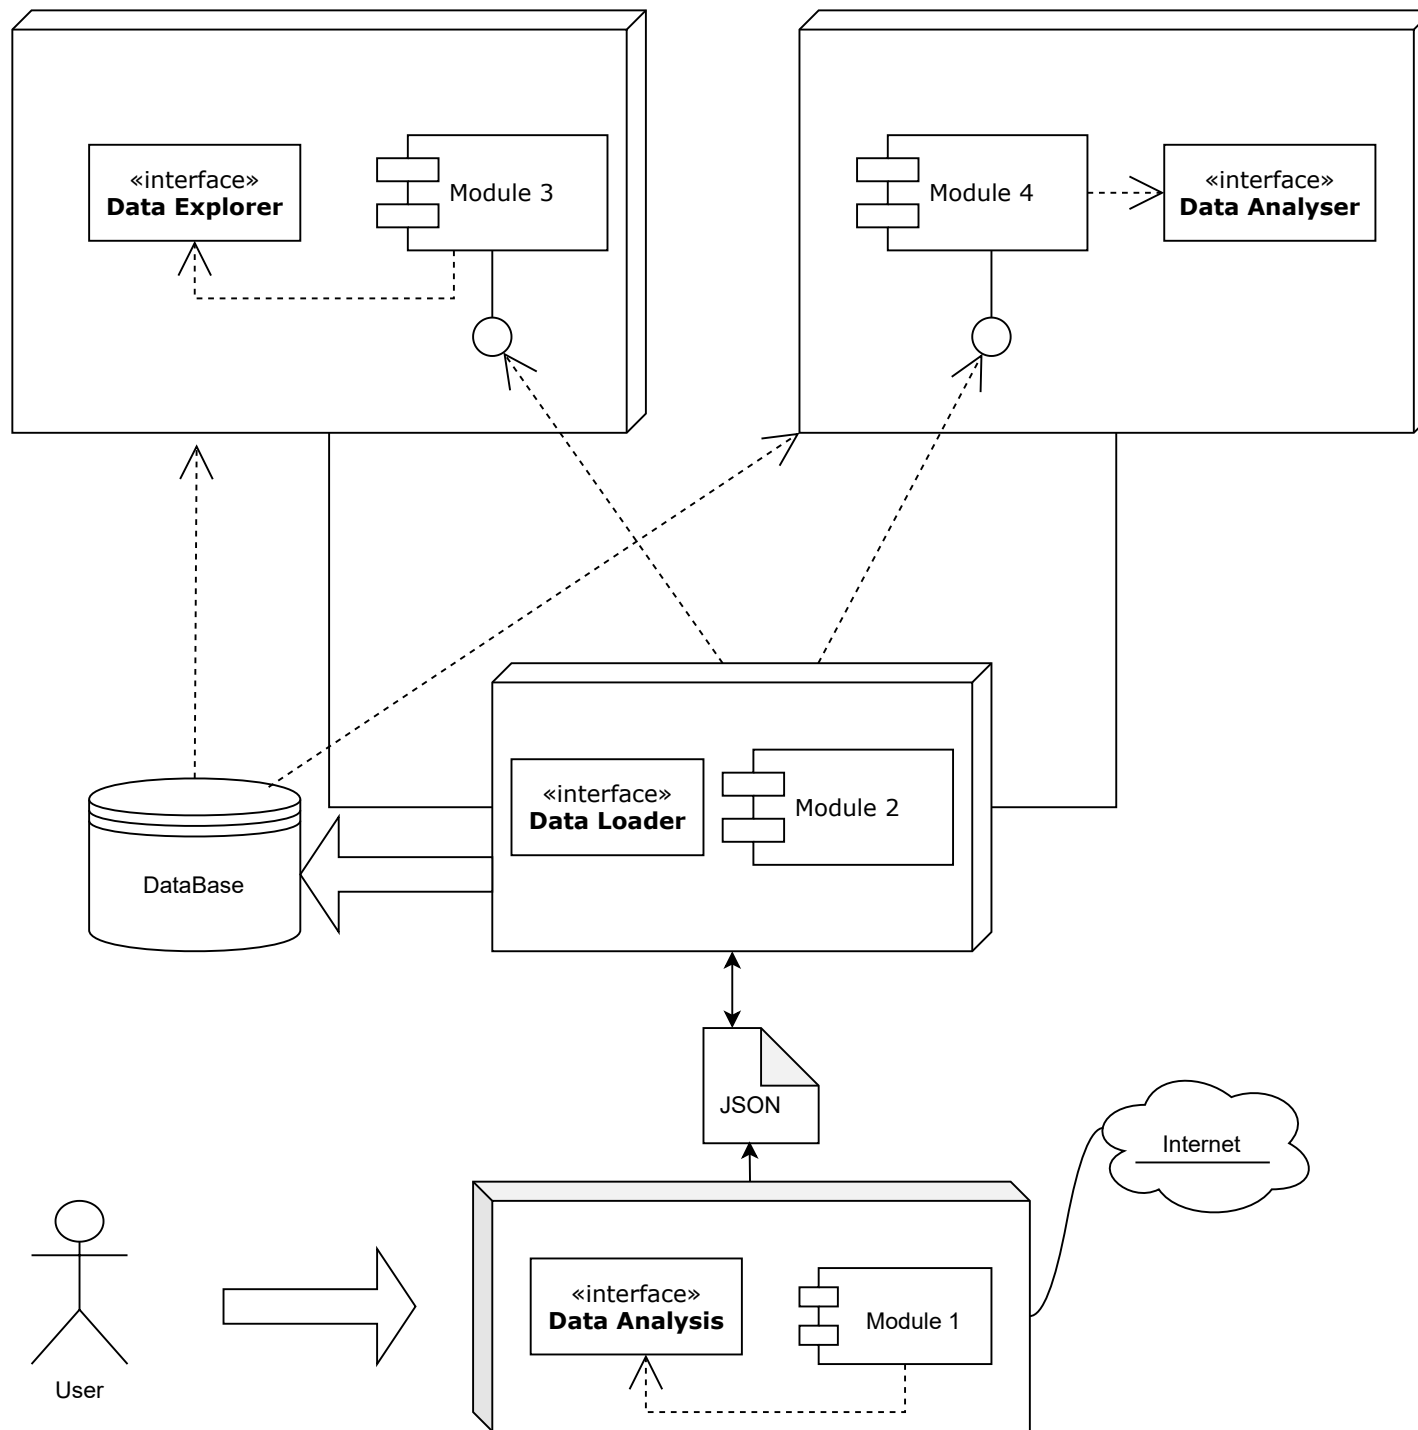 «interface»
Data Explorer
Module 3
Module 4
«interface»
Data Analyser
«interface»
Data Loader
Module 2
DataBase
JSON
Internet
«interface»
Data Analysis
Module 1
User